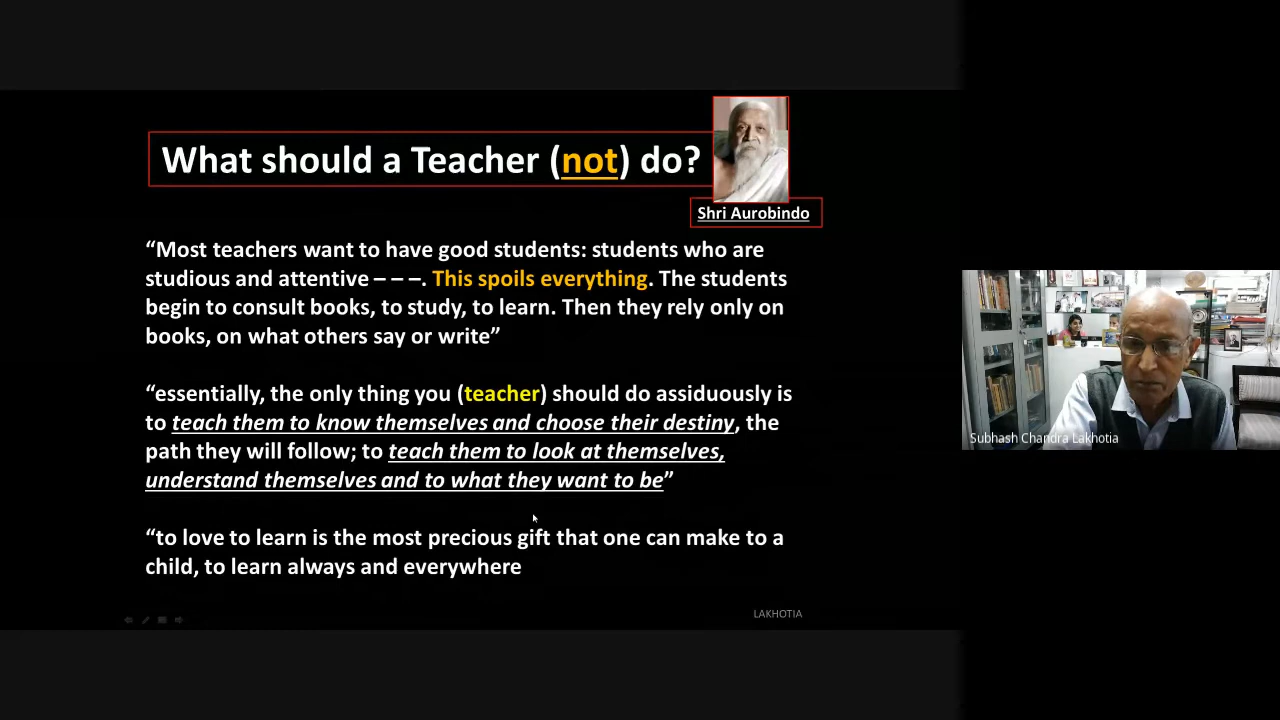 What should a Teacher (not) do?
Shri Aurobindo
“Most teachers want to have good students: students who are
studious and attentive – – –. This spoils everything. The students
begin to consult books, to study, to learn. Then they rely only on
books, on what others say or write”
“essentially, the only thing you (teacher) should do assiduously is
to teach them to know themselves and choose their destiny, the
path they will follow; to teach them to look at themselves,
understand themselves and to what they want to be”
“to love to learn is the most precious gift that one can make to a
child, to learn always and everywhere
LAKHOTIA
Subhash Chandra Lakhotia